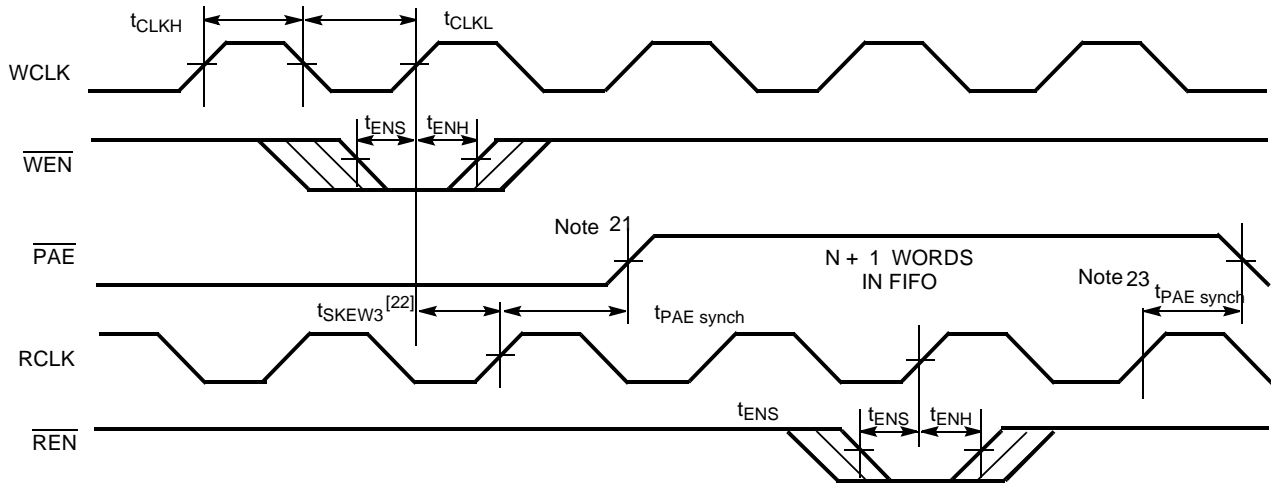 tCLKH
tCLKL
WCLK
tENS
tENH
WEN
Note 21
PAE
N + 1 WORDS
IN FIFO
Note 23
tPAE synch
tSKEW3[22]
tPAE synch
RCLK
tENS
tENS
tENH
REN